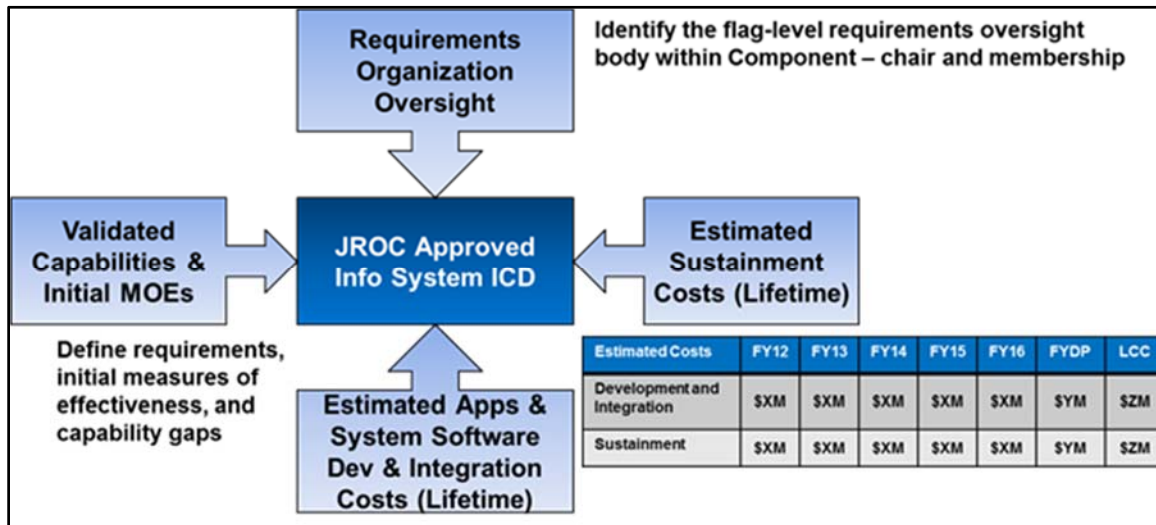 Requirements
Organization
Oversight
Identify the flag-level requirements oversight
body within Component – chair and membership
Validated
Capabilities &
Initial MOEs
JROC Approved
Info System ICD
Estimated
Sustainment
Costs (Lifetime)
Define requirements,
initial measures of
effectiveness, and
capability gaps
Estimated Apps &
System Software
Dev & Integration
Costs (Lifetime)
Estimated Costs FY12 FY13 FY14 FY15 FY16 FYDP LCC
Development and
Integration $XM $XM $XM $XM $XM $YM $ZM
Sustainment $XM $XM $XM $XM $XM $YM $ZM